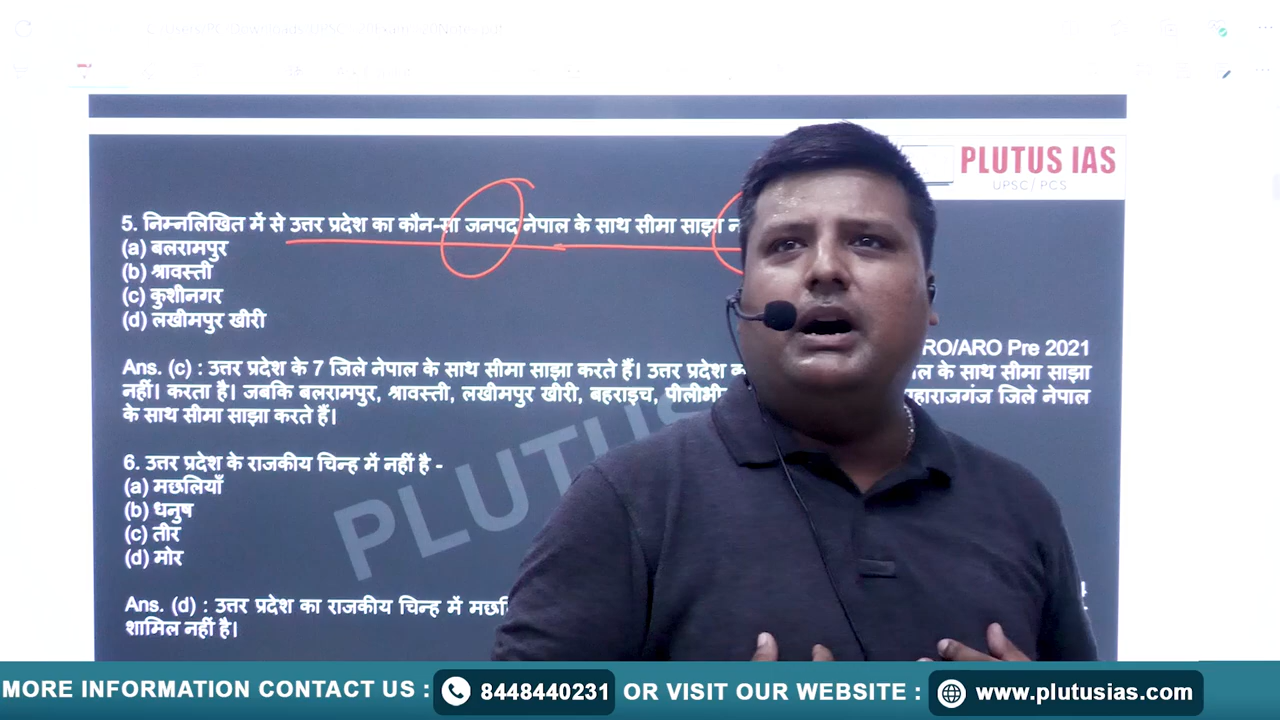 PLUTUS IAS
UPSC/ PCS
5. निम्नलिखित में से उत्तर प्रदेश का कौन-सा जनपद नेपाल के साथ सीमा साझा
(a) बलरामपुर
(b) श्रावस्ती
(c) कुशीनगर
(d) लखीमपुर खीरी
RO/ARO Pre 2021
Ans. (c) : उत्तर प्रदेश के 7 जिले नेपाल के साथ सीमा साझा करते हैं। उत्तर प्रदेश के साथ सीमा साझा
नहीं। करता है। जबकि बलरामपुर, श्रावस्ती, लखीमपुर खीरी, बहराइच, जिले नेपाल
के साथ सीमा साझा करते हैं।
6. उत्तर प्रदेश के राजकीय चिन्ह में नहीं है -
(a) मछलियाँ
(b) धनुष
(c) तीर
(d) मोर
Ans. (d) : उत्तर प्रदेश का राजकीय चिन्ह में
शामिल नहीं है।
PLUTUS
MORE INFORMATION CONTACT US : 8448440231 OR VISIT OUR WEBSITE : www.plutusias.com